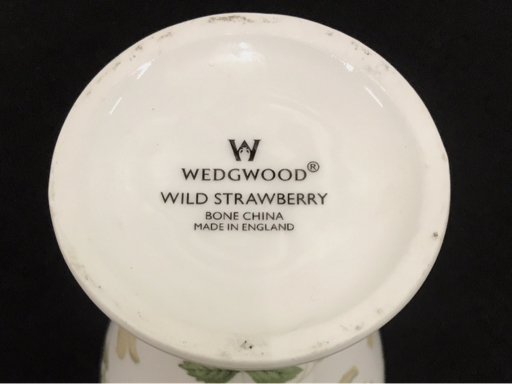 W
WEDGWOOD®
WILD STRAWBERRY
BONE CHINA
MADE IN ENGLAND